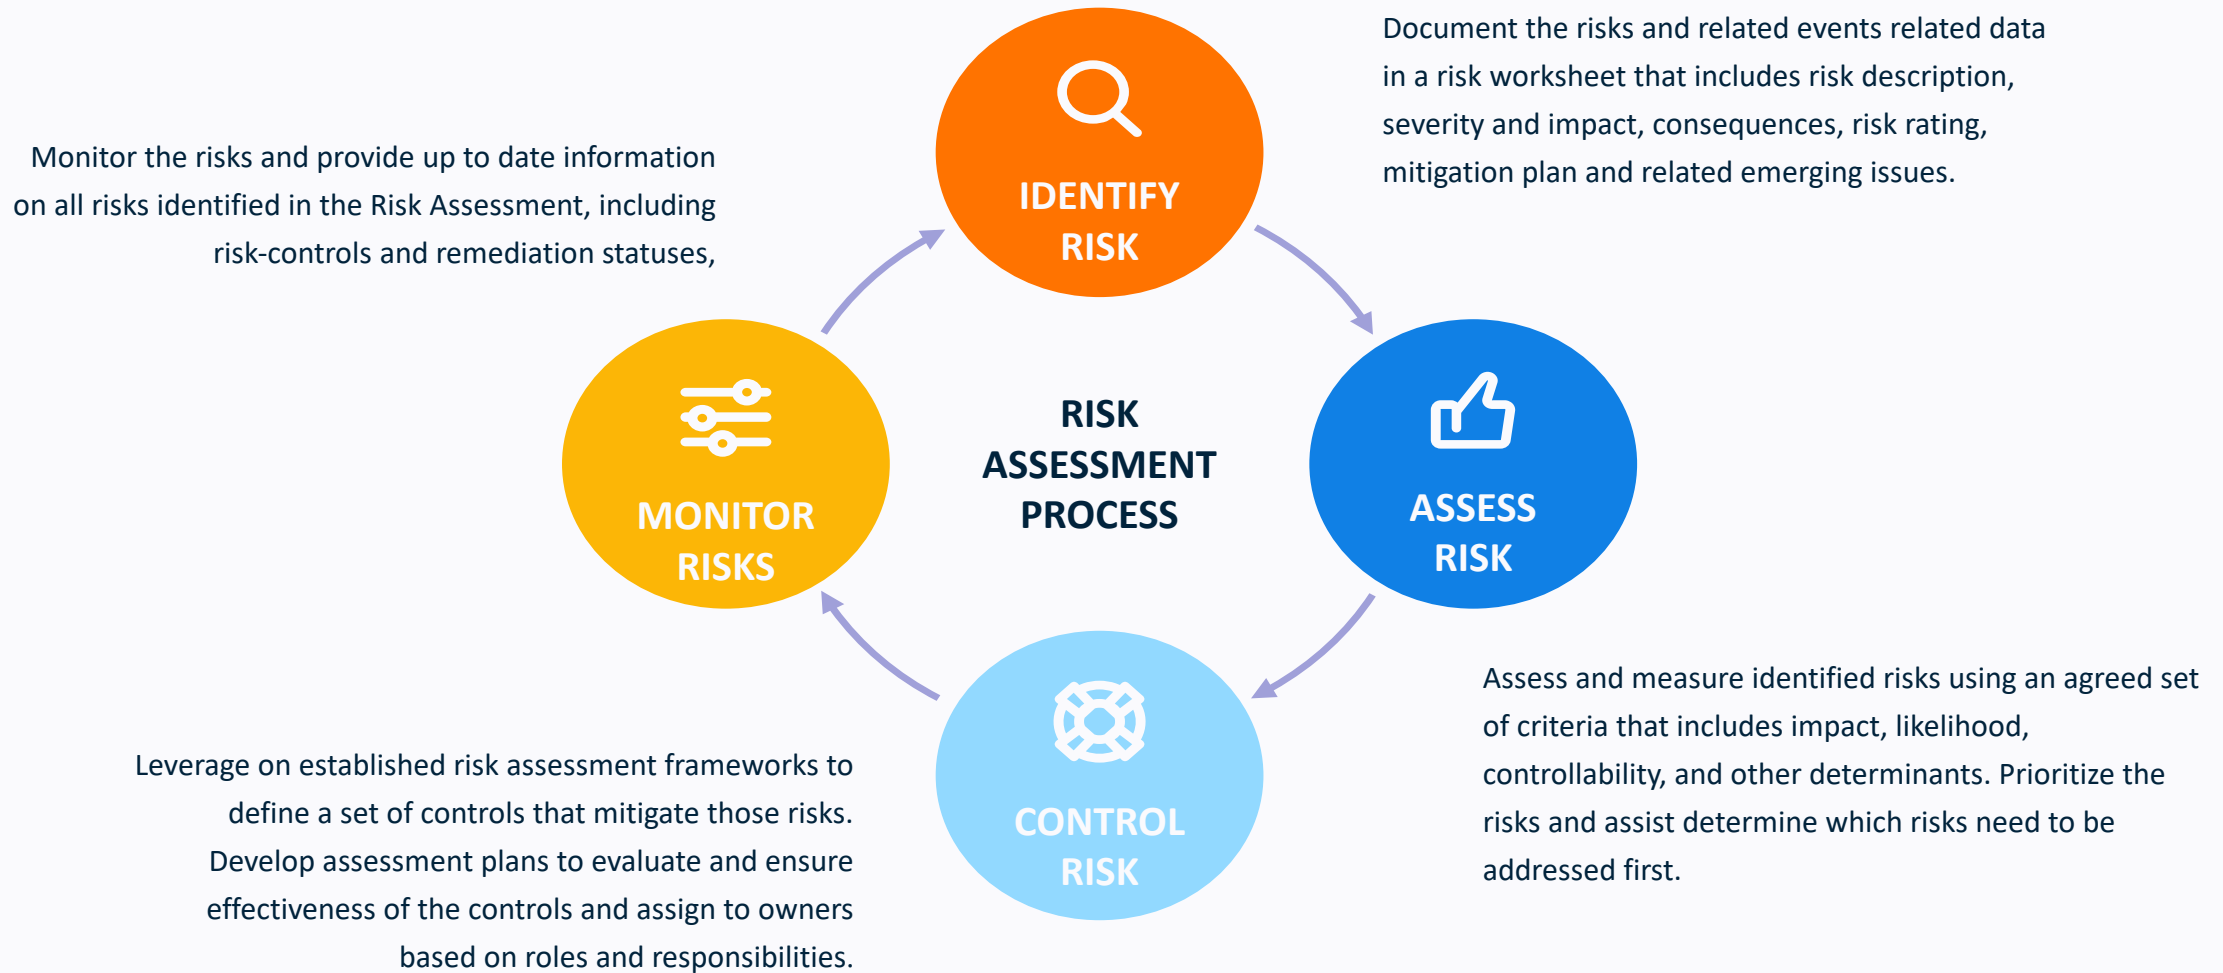 IDENTIFY
RISK
Document the risks and related events related data
in a risk worksheet that includes risk description,
severity and impact, consequences, risk rating,
mitigation plan and related emerging issues.
Monitor the risks and provide up to date information
on all risks identified in the Risk Assessment, including
risk-controls and remediation statuses,
MONITOR
RISKS
RISK
ASSESSMENT
PROCESS
ASSESS
RISK
Assess and measure identified risks using an agreed set
of criteria that includes impact, likelihood,
controllability, and other determinants. Prioritize the
risks and assist determine which risks need to be
addressed first.
CONTROL
RISK
Leverage on established risk assessment frameworks to
define a set of controls that mitigate those risks.
Develop assessment plans to evaluate and ensure
effectiveness of the controls and assign to owners
based on roles and responsibilities.